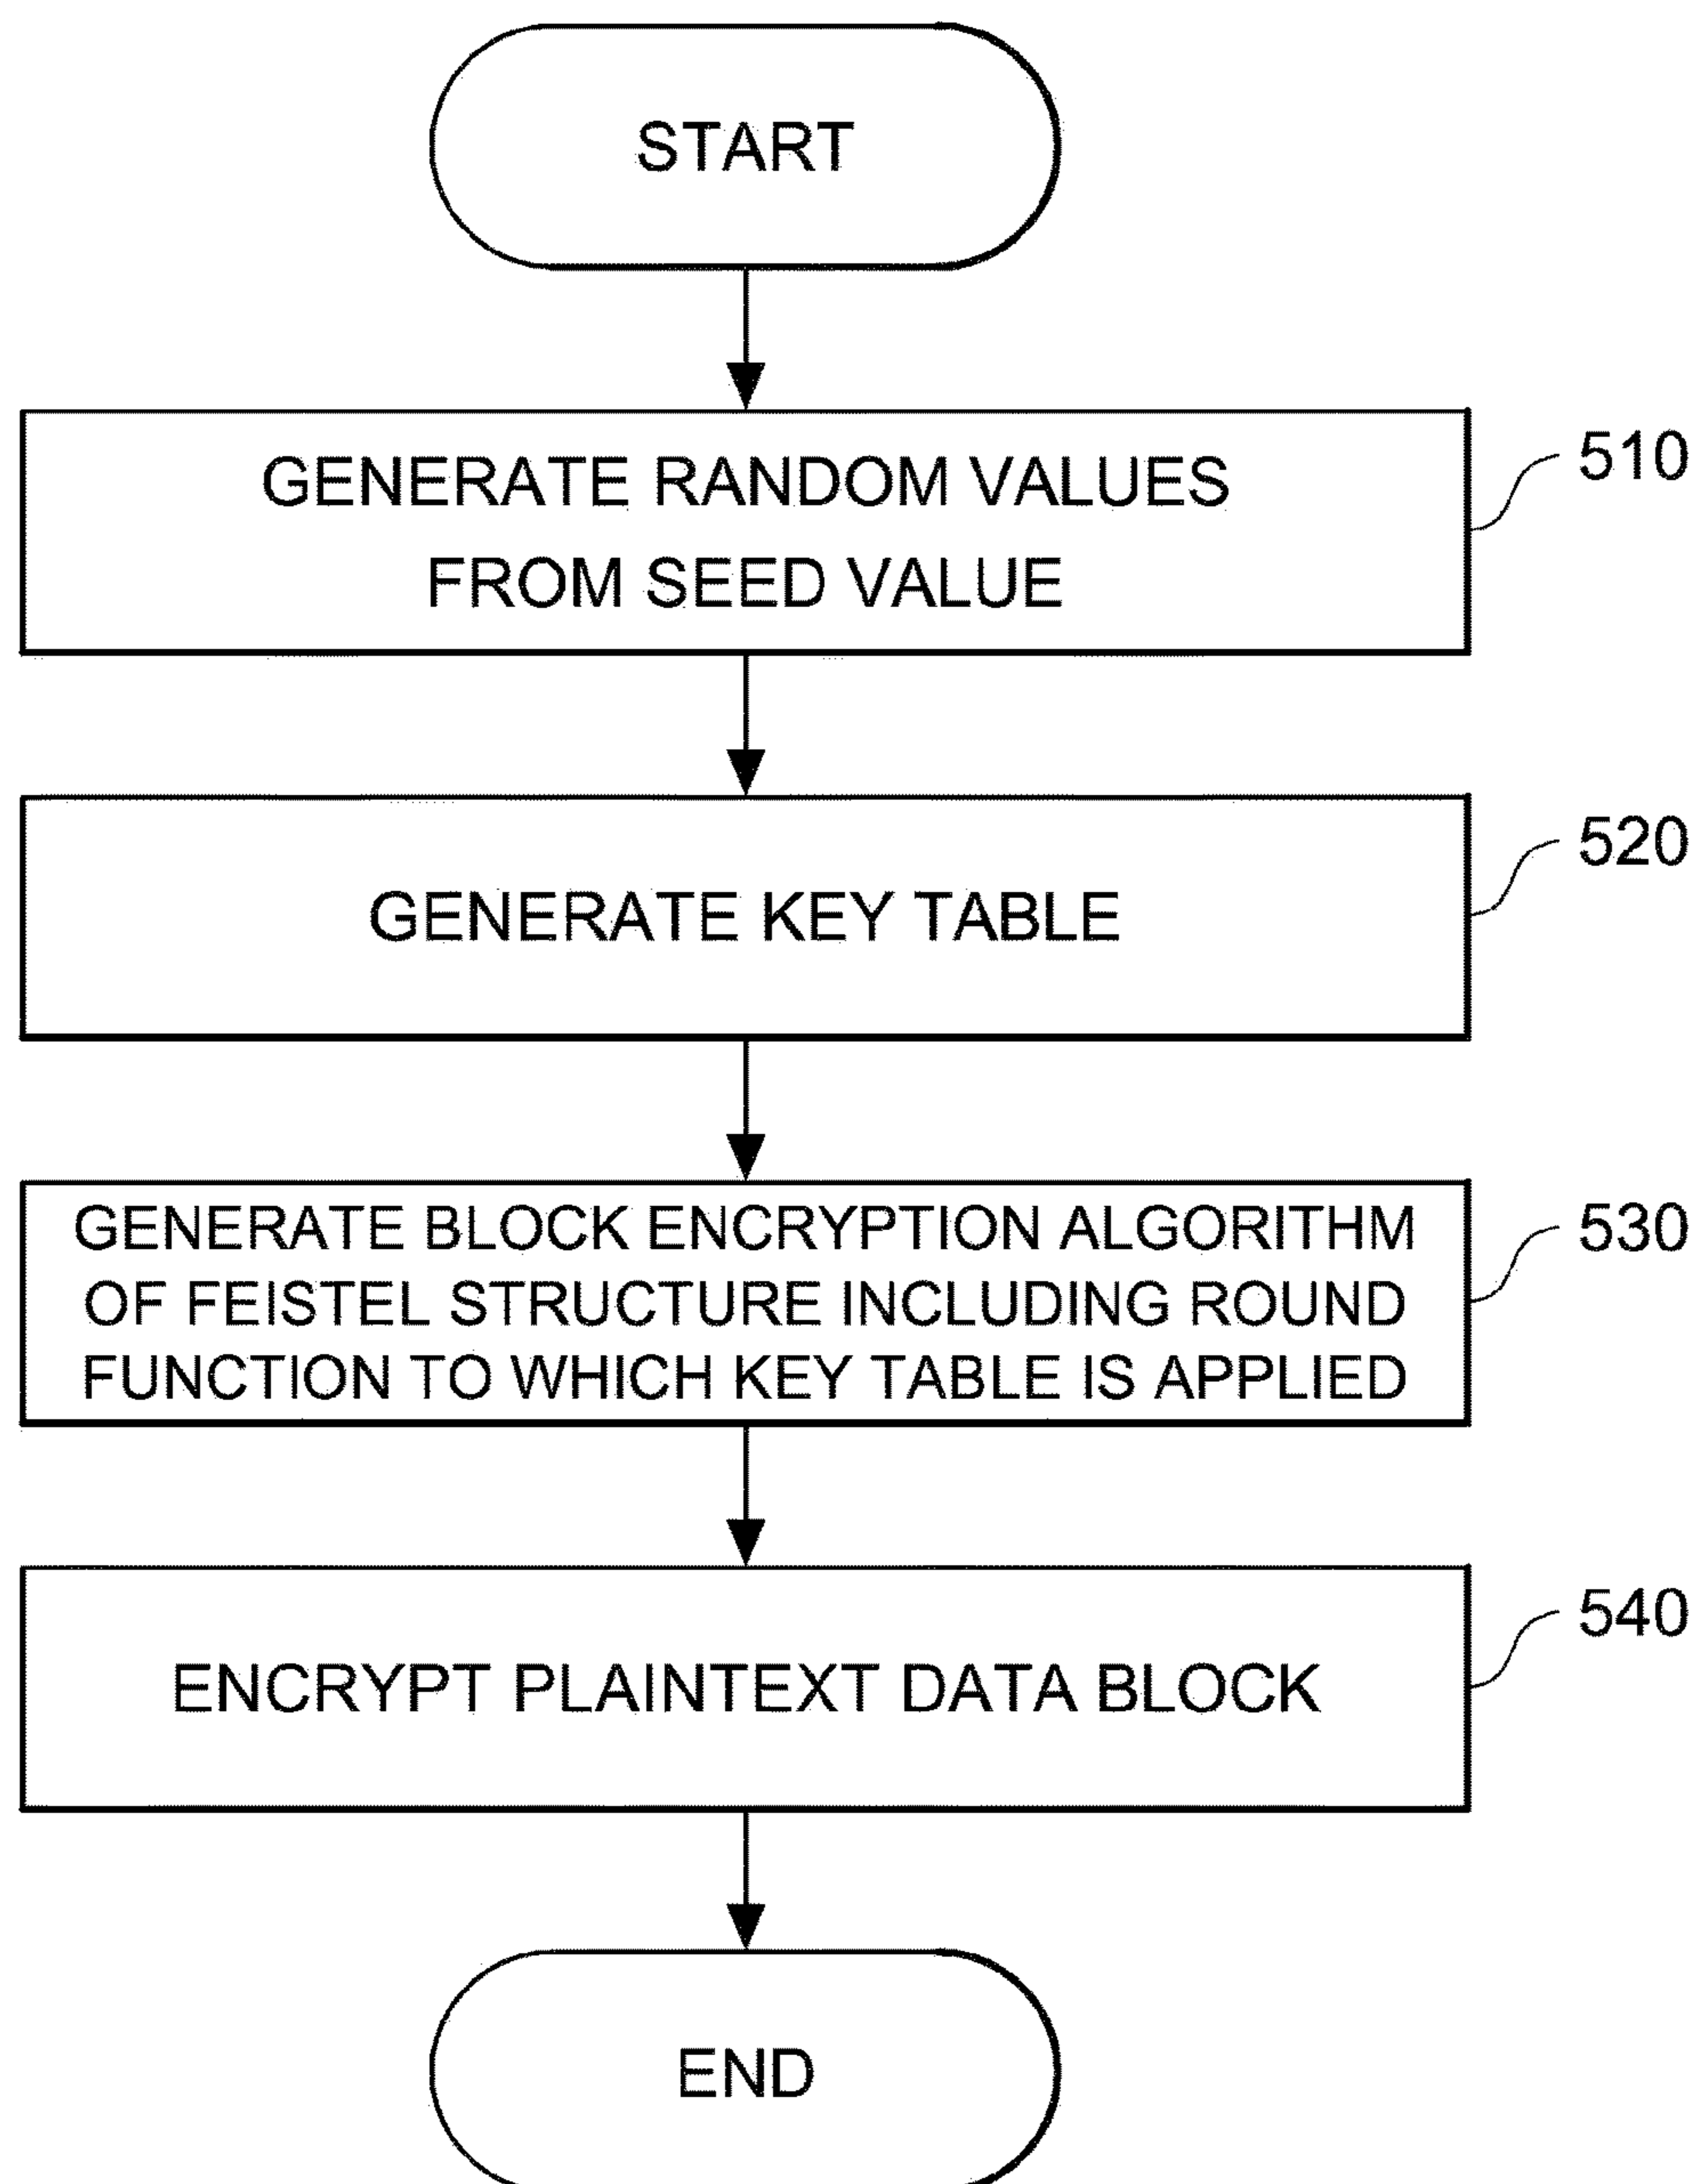 START
GENERATE RANDOM VALUES
FROM SEED VALUE
510
GENERATE KEY TABLE
520
GENERATE BLOCK ENCRYPTION ALGORITHM
OF FEISTEL STRUCTURE INCLUDING ROUND
FUNCTION TO WHICH KEY TABLE IS APPLIED
530
ENCRYPT PLAINTEXT DATA BLOCK
540
END